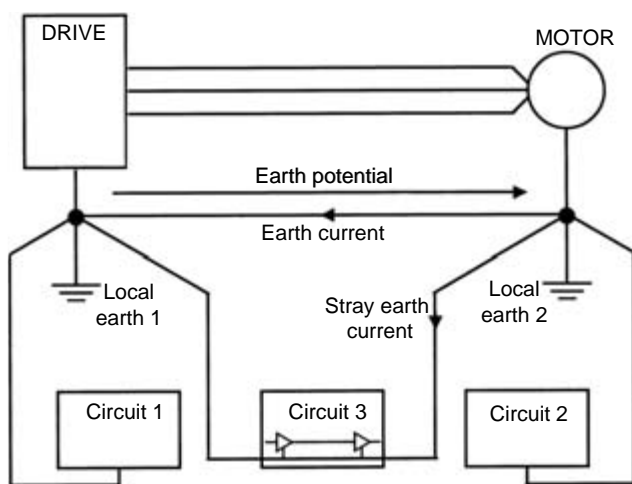 DRIVE
MOTOR
Earth potential
Earth current
Local
earth 1
Stray earth
current
Local
earth 2
Circuit 1
Circuit 3
Circuit 2